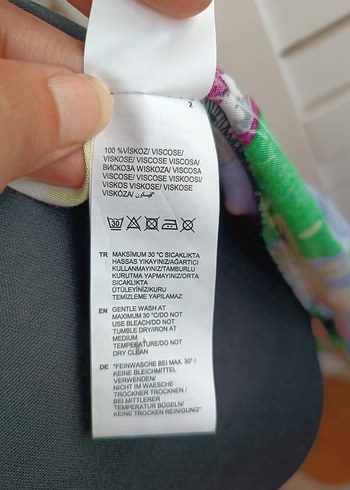 2
100 %VİSKOZ/ VISCOSE/
VISKOSE/ VISCOSE VISCOSA/
ВИСКОЗА WISKOZA/ VISCOSA/
VISKOSE/ VISCOSE VISKOOSI/
VISKOS VISKOSE/ VISKOSE
VISKÓZA/
30
TR MAKSİMUM 30 °C SICAKLIKTA
HASSAS YIKAYINIZ/AĞARTICI
KULLANMAYINIZ/TAMBURLU
KURUTMA YAPMAYINIZ/ORTA
SICAKLIKTA
ÜTÜLEYİNİZ/KURU
TEMİZLEME YAPILAMAZ
EN GENTLE WASH AT
MAXIMUM 30 °C/DO NOT
USE BLEACH/DO NOT
TUMBLE DRY/IRON AT
MEDIUM
TEMPERATURE/DO NOT
DRY CLEAN
DE "FEINWASCHE BEI MAX. 30° /
KEINE BLEICHMITTEL
VERWENDEN/
NICHT IM WAESCHE
TROCKNER TROCKNEN /
BEI MITTLERER
TEMPERATUR BÜGELN/
KEINE TROCKEN REINIGUNG"